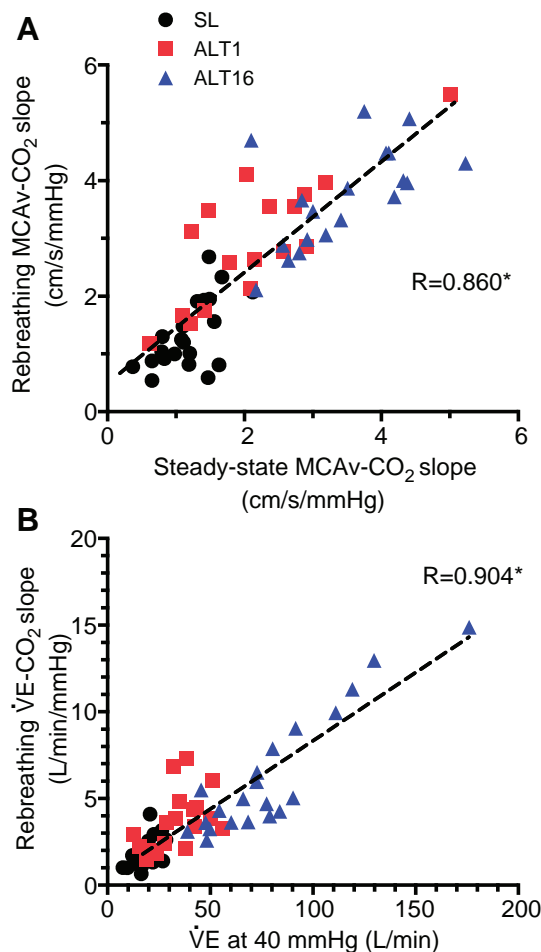 A
SL
ALT1
ALT16
6
4
2
0
Rebreathing MCAv-CO2 slope
(cm/s/mmHg)
R=0.860*
0 2 4 6
Steady-state MCAv-CO2 slope
(cm/s/mmHg)
B
20
15
10
5
0
Rebreathing V̇E-CO2 slope
(L/min/mmHg)
R=0.904*
0 50 100 150 200
V̇E at 40 mmHg (L/min)